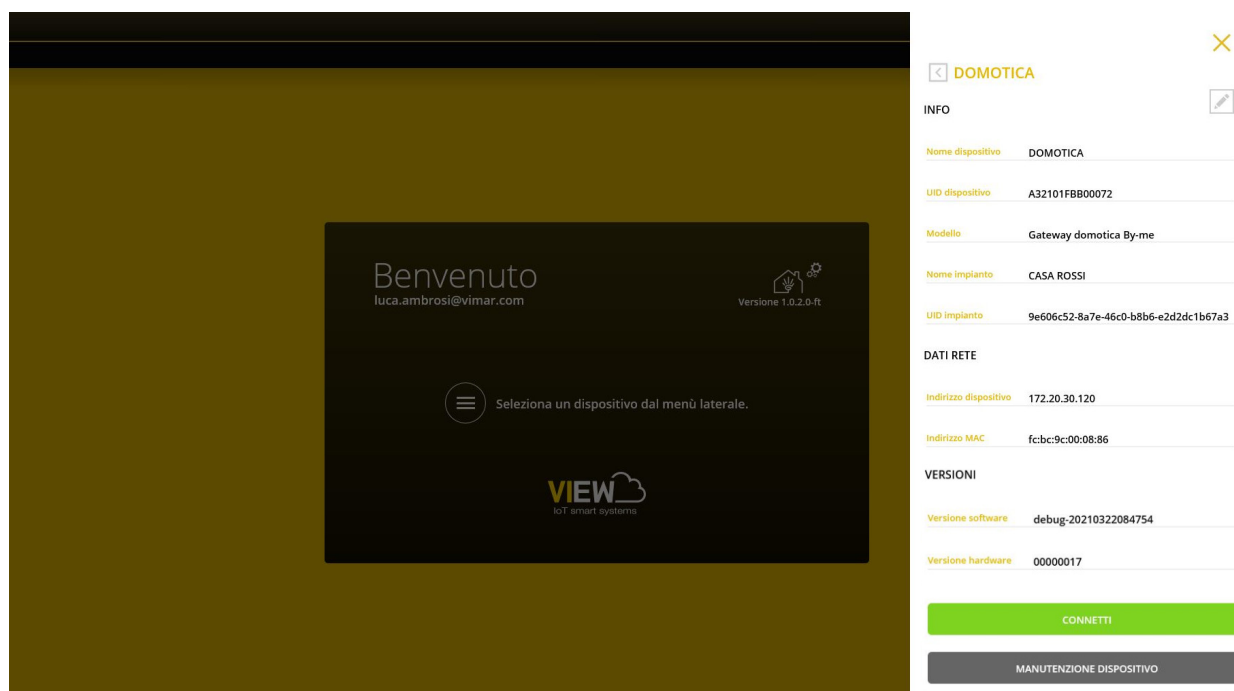 Benvenuto
luca.ambrosi@vimar.com
Versione 1.0.2.0-ft
Seleziona un dispositivo dal menù laterale.
VIEW
IoT smart systems
DOMOTICA
INFO
Nome dispositivo DOMOTICA
UID dispositivo A32101FBB00072
Modello Gateway domotica By-me
Nome impianto CASA ROSSI
UID impianto 9e606c52-8a7e-46c0-b8b6-e2d2dc1b67a3
DATI RETE
Indirizzo dispositivo 172.20.30.120
Indirizzo MAC fc:bc:9c:00:08:86
VERSIONI
Versione software debug-20210322084754
Versione hardware 00000017
CONNETTI
MANUTENZIONE DISPOSITIVO